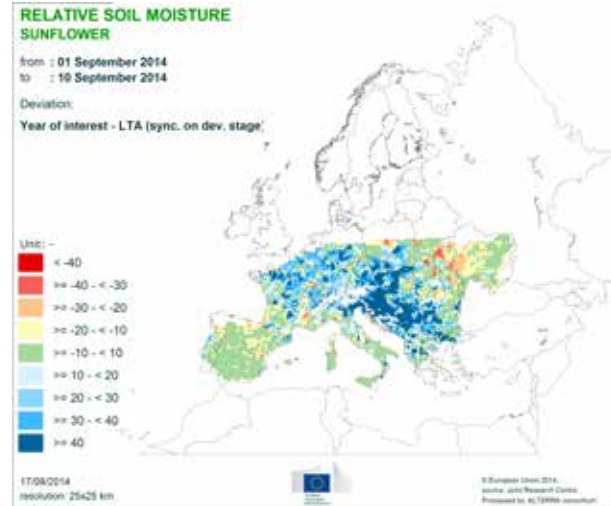 RELATIVE SOIL MOISTURE
SUNFLOWER
from : 01 September 2014
to : 10 September 2014
Deviation:
Year of interest - LTA (sync. on dev. stage)
Unit: -
< -40
>= -40 - < -30
>= -30 - < -20
>= -20 - < -10
>= -10 - < 10
>= 10 - < 20
>= 20 - < 30
>= 30 - < 40
>= 40
17/09/2014
resolution: 25x25 km
© European Union 2014,
source: Joint Research Centre
Processed by ALTERRA consortium